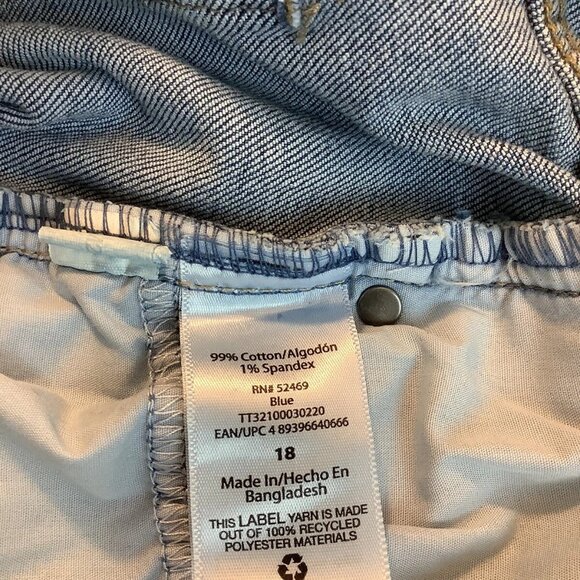 99% Cotton/Algodón
1% Spandex
RN# 52469
Blue
TT32100030220
EAN/UPC 4 89396640666
18
Made In/Hecho En
Bangladesh
THIS LABEL YARN IS MADE
OUT OF 100% RECYCLED
POLYESTER MATERIALS